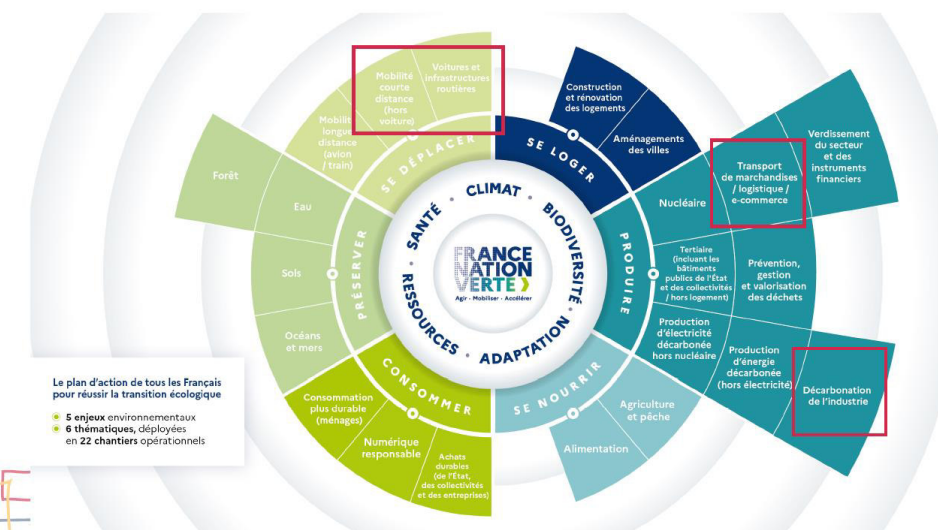 Voitures et
infrastructures
routières
Mobilité
courte
distance
(hors
voiture)
Mobilité
longue
distance
(avion
/ train)
SE DÉPLACER
Construction
et rénovation
des logements
Aménagements
des villes
SE LOGER
Nucléaire
Transport
de marchandises
/ logistique /
e-commerce
Verdissement
du secteur
et des
instruments
financiers
Tertiaire
(incluant les
bâtiments
publics de l'État
et des collectivités
/ hors logement)
Prévention,
gestion
et valorisation
des déchets
Production
d'électricité
décarbonée
hors nucléaire
Production
d'énergie
décarbonée
(hors électricité)
Décarbonation
de l'industrie
PRODUIRE
Forêt
Eau
Sols
Océans
et mers
PRÉSERVER
SANTÉ • CLIMAT • BIODIVERSITÉ • ADAPTATION • RESSOURCES •
FRANCE
NATION
VERTE
Agir • Mobiliser • Accélérer
CONSOMMER
Consommation
plus durable
(ménages)
Numérique
responsable
Achats
durables
(de l'État,
des collectivités
et des entreprises)
SE NOURRIR
Agriculture
et pêche
Alimentation
Le plan d'action de tous les Français
pour réussir la transition écologique
5 enjeux environnementaux
6 thématiques, déployées
en 22 chantiers opérationnels